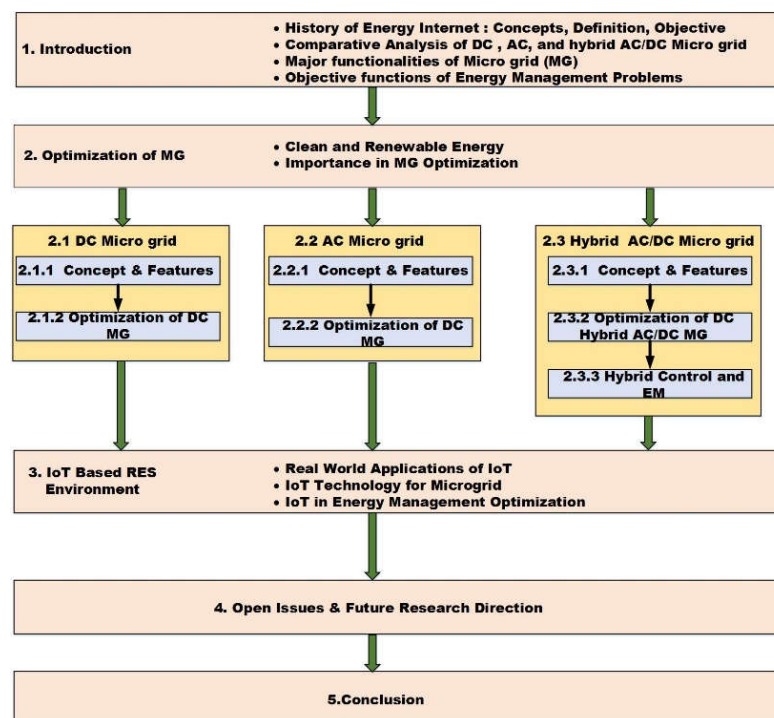 1. Introduction
• History of Energy Internet : Concepts, Definition, Objective
• Comparative Analysis of DC , AC, and hybrid AC/DC Micro grid
• Major functionalities of Micro grid (MG)
• Objective functions of Energy Management Problems
2. Optimization of MG
• Clean and Renewable Energy
• Importance in MG Optimization
2.1 DC Micro grid
2.1.1 Concept & Features
2.1.2 Optimization of DC
MG
2.2 AC Micro grid
2.2.1 Concept & Features
2.2.2 Optimization of DC
MG
2.3 Hybrid AC/DC Micro grid
2.3.1 Concept & Features
2.3.2 Optimization of DC
Hybrid AC/DC MG
2.3.3 Hybrid Control and
EM
3. IoT Based RES
Environment
• Real World Applications of IoT
• IoT Technology for Microgrid
• IoT in Energy Management Optimization
4. Open Issues & Future Research Direction
5.Conclusion